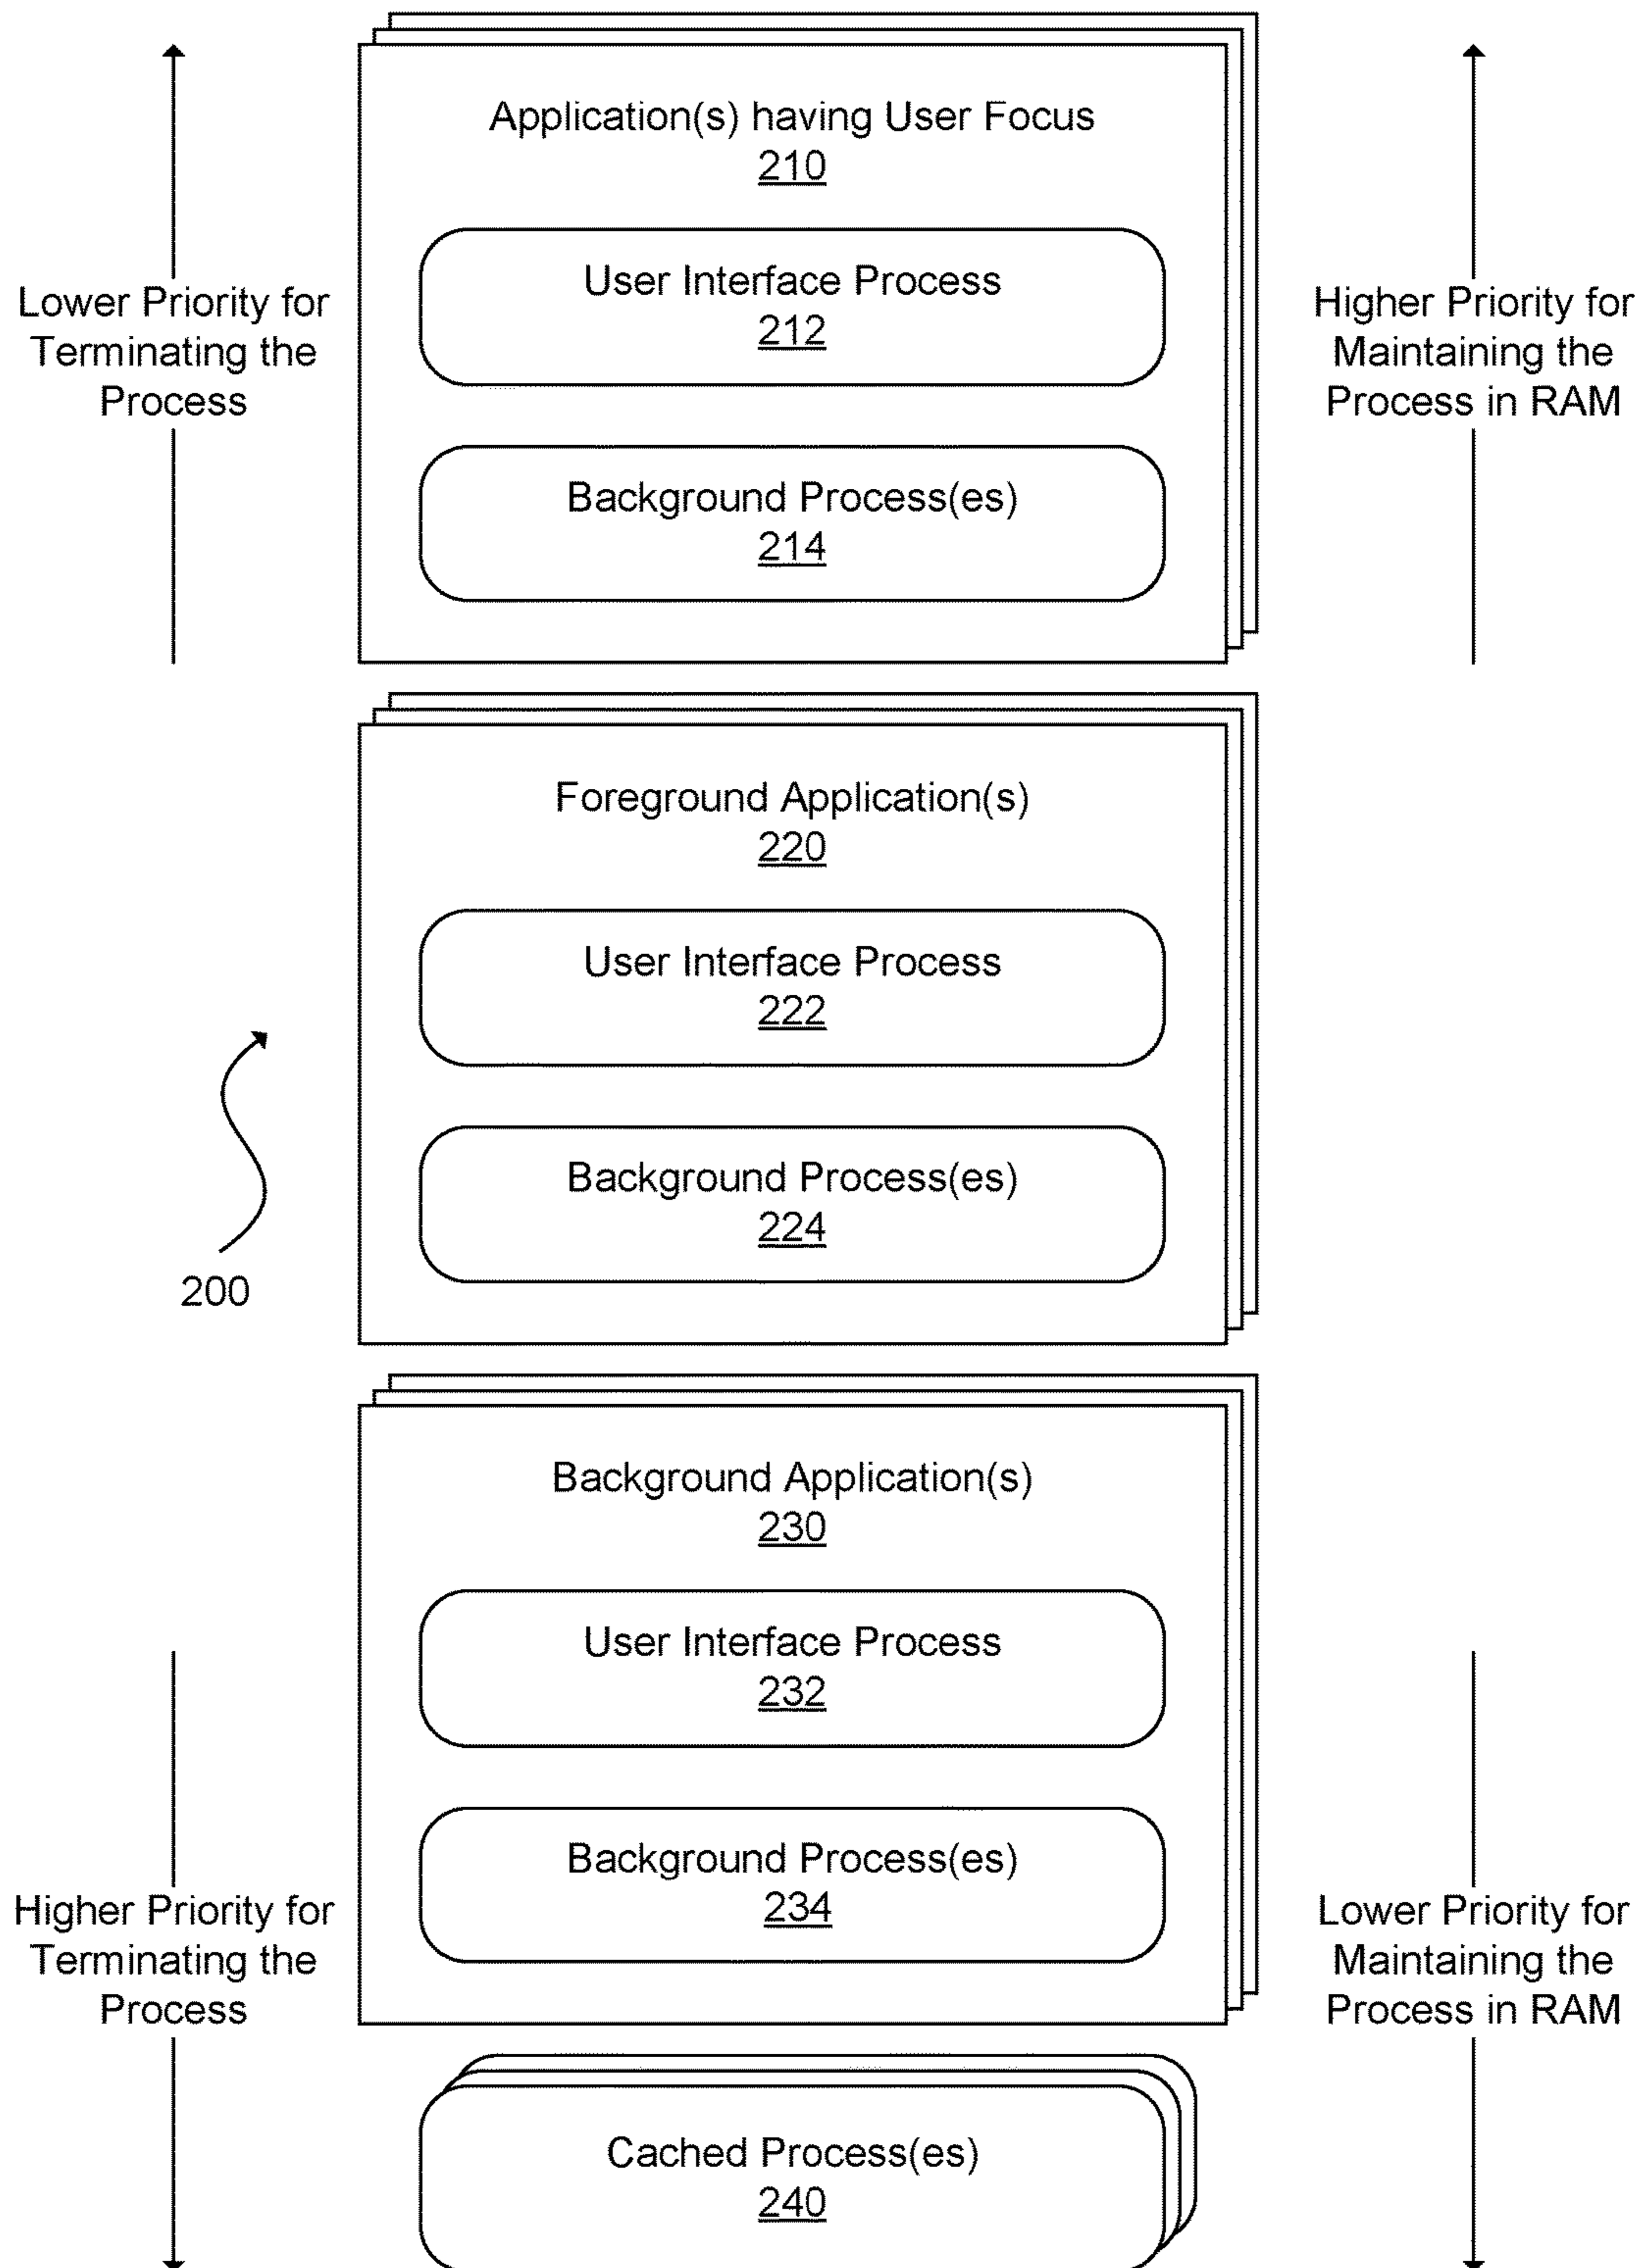 Application(s) having User Focus
210
User Interface Process
212
Lower Priority for
Terminating the
Process
Higher Priority for
Maintaining the
Process in RAM
Background Process(es)
214
Foreground Application(s)
220
User Interface Process
222
Background Process(es)
224
200
Background Application(s)
230
User Interface Process
232
Background Process(es)
234
Higher Priority for
Terminating the
Process
Lower Priority for
Maintaining the
Process in RAM
Cached Process(es)
240